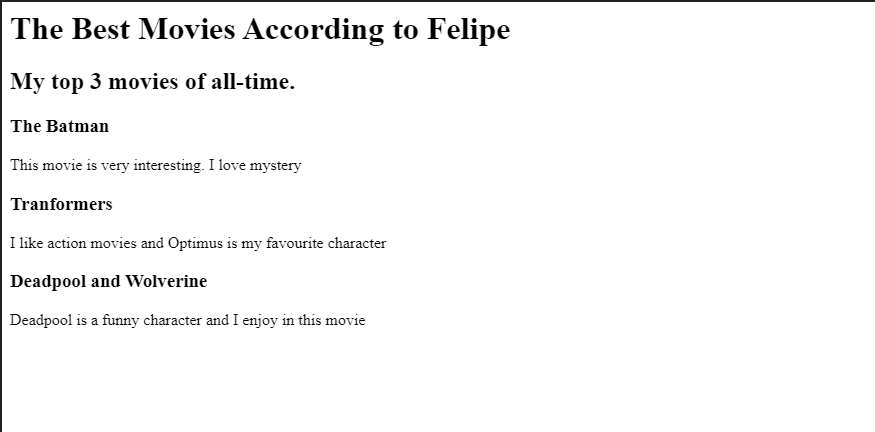 The Best Movies According to Felipe
My top 3 movies of all-time.
The Batman
This movie is very interesting. I love mystery
Tranformers
I like action movies and Optimus is my favourite character
Deadpool and Wolverine
Deadpool is a funny character and I enjoy in this movie